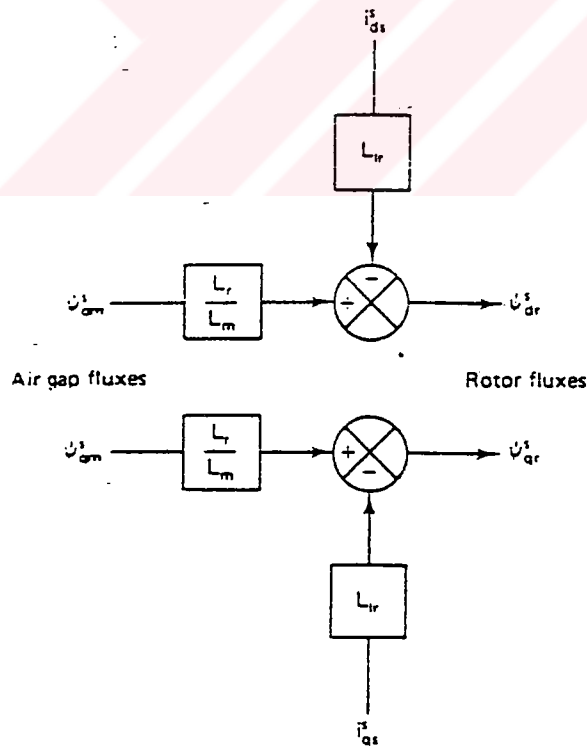 i^s_ds
L_lr
−
ψ^s_dm
L_r
L_m
+
ψ^s_dr
Air gap fluxes
Rotor fluxes
ψ^s_qm
L_r
L_m
+
−
ψ^s_qr
L_lr
i^s_qs